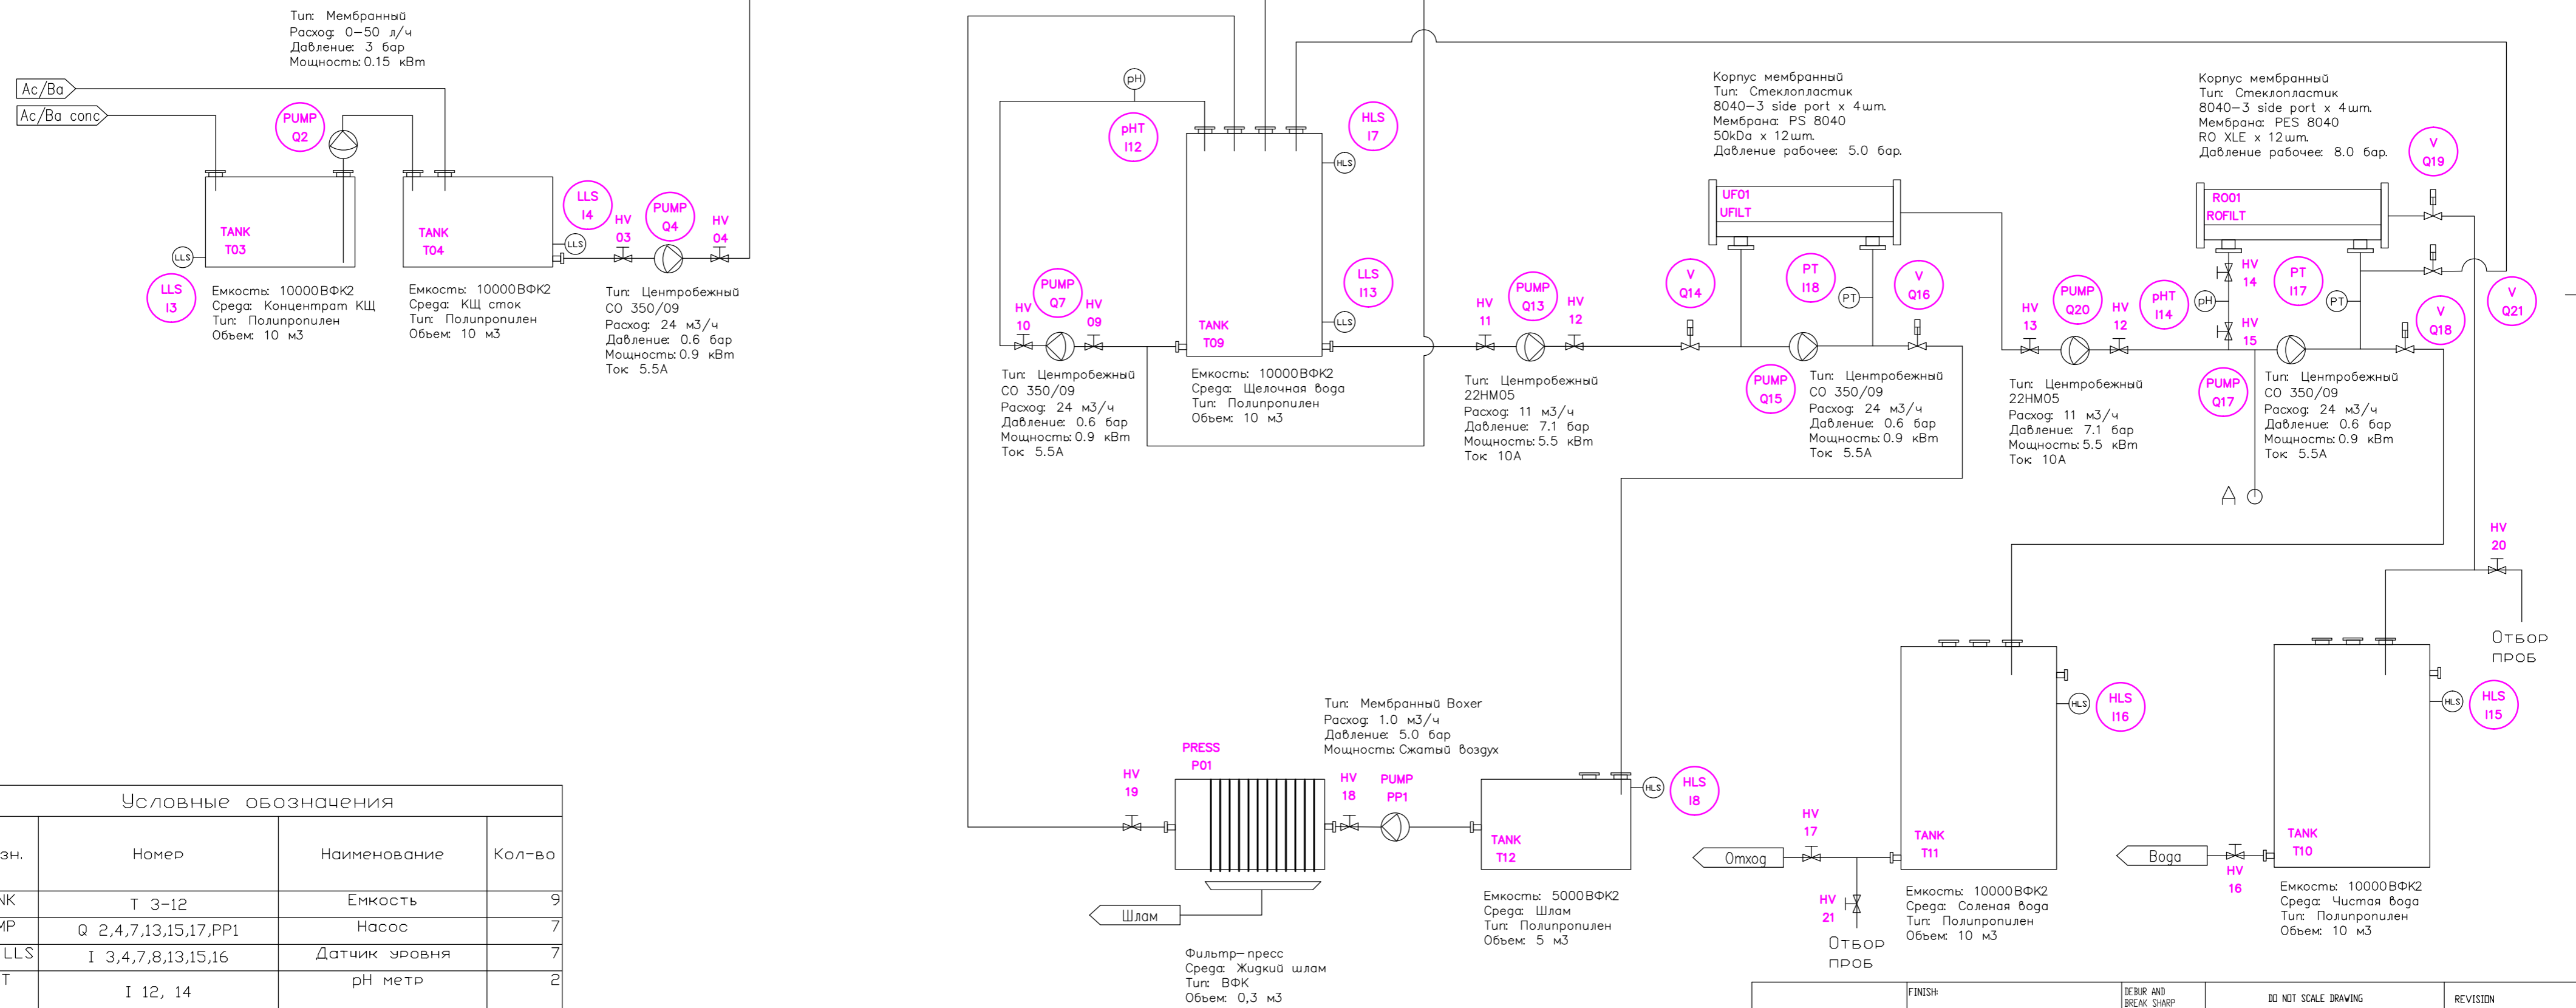 Тип: Мембранный
Расход: 0-50 л/ч
Давление: 3 бар
Мощность: 0.15 кВт
Ac/Ba
Ac/Ba conc
PUMP
Q2
TANK
T03
LLS
LLS
I3
Емкость: 10000ВФК2
Среда: Концентрат КЩ
Тип: Полипропилен
Объем: 10 м3
TANK
T04
LLS
I4
LLS
Емкость: 10000ВФК2
Среда: КЩ сток
Тип: Полипропилен
Объем: 10 м3
HV
03
PUMP
Q4
HV
04
Тип: Центробежный
CO 350/09
Расход: 24 м3/ч
Давление: 0.6 бар
Мощность: 0.9 кВт
Ток: 5.5А
pH
pHT
I12
HLS
I7
HLS
LLS
I13
LLS
TANK
T09
HV
10
PUMP
Q7
HV
09
Тип: Центробежный
CO 350/09
Расход: 24 м3/ч
Давление: 0.6 бар
Мощность: 0.9 кВт
Ток: 5.5А
Емкость: 10000ВФК2
Среда: Щелочная вода
Тип: Полипропилен
Объем: 10 м3
HV
11
PUMP
Q13
HV
12
Тип: Центробежный
22HM05
Расход: 11 м3/ч
Давление: 7.1 бар
Мощность: 5.5 кВт
Ток: 10А
Корпус мембранный
Тип: Стеклопластик
8040-3 side port x 4шт.
Мембрана: PS 8040
50kDa x 12шт.
Давление рабочее: 5.0 бар.
UF01
UFILT
V
Q14
PT
I18
PT
V
Q16
PUMP
Q15
Тип: Центробежный
CO 350/09
Расход: 24 м3/ч
Давление: 0.6 бар
Мощность: 0.9 кВт
Ток: 5.5А
Корпус мембранный
Тип: Стеклопластик
8040-3 side port x 4шт.
Мембрана: PES 8040
RO XLE x 12шт.
Давление рабочее: 8.0 бар.
V
Q19
RO01
ROFILT
HV
13
PUMP
Q20
HV
12
pHT
I14
pH
HV
14
HV
15
PT
I17
PT
V
Q18
V
Q21
PUMP
Q17
Тип: Центробежный
22HM05
Расход: 11 м3/ч
Давление: 7.1 бар
Мощность: 5.5 кВт
Ток: 10А
Тип: Центробежный
CO 350/09
Расход: 24 м3/ч
Давление: 0.6 бар
Мощность: 0.9 кВт
Ток: 5.5А
A
HV
20
Отбор
проб
Тип: Мембранный Boxer
Расход: 1.0 м3/ч
Давление: 5.0 бар
Мощность: Сжатый воздух
HV
19
PRESS
P01
HV
18
PUMP
PP1
TANK
T12
HLS
HLS
I8
Шлам
Фильтр-пресс
Среда: Жидкий шлам
Тип: ВФК
Объем: 0,3 м3
Емкость: 5000ВФК2
Среда: Шлам
Тип: Полипропилен
Объем: 5 м3
Отход
HV
17
HV
21
Отбор
проб
TANK
T11
HLS
HLS
I16
Емкость: 10000ВФК2
Среда: Соленая вода
Тип: Полипропилен
Объем: 10 м3
Вода
HV
16
TANK
T10
HLS
HLS
I15
Емкость: 10000ВФК2
Среда: Чистая вода
Тип: Полипропилен
Объем: 10 м3
Условные обозначения
зн. Номер Наименование Кол-во
NK T 3-12 Емкость 9
MP Q 2,4,7,13,15,17,PP1 Насос 7
LLS I 3,4,7,8,13,15,16 Датчик уровня 7
T I 12, 14 pH метр 2
FINISH:
DEBUR AND
BREAK SHARP
DO NOT SCALE DRAWING
REVISION